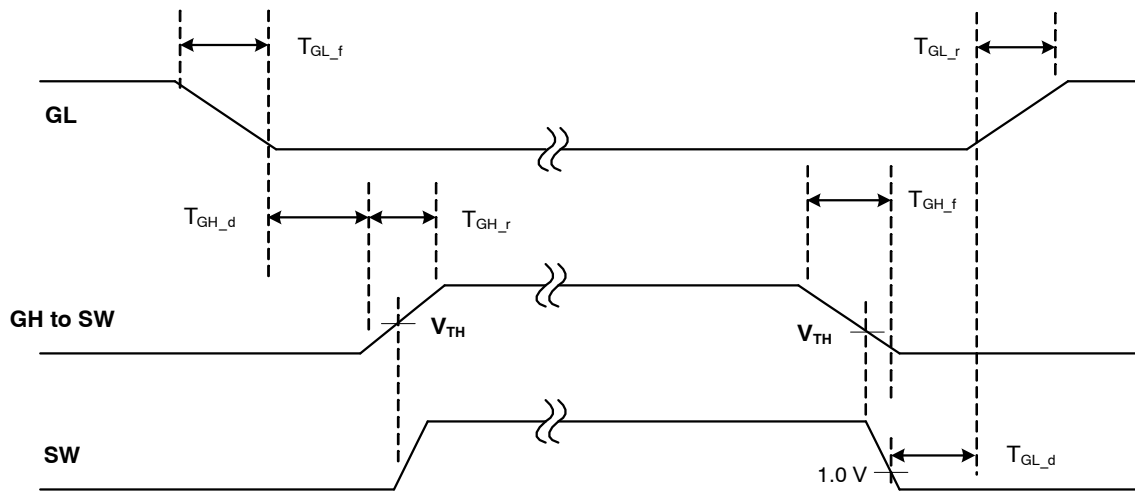 T_GL_f
T_GL_r
GL
T_GH_d
T_GH_r
T_GH_f
GH to SW
V_TH
V_TH
SW
1.0 V
T_GL_d